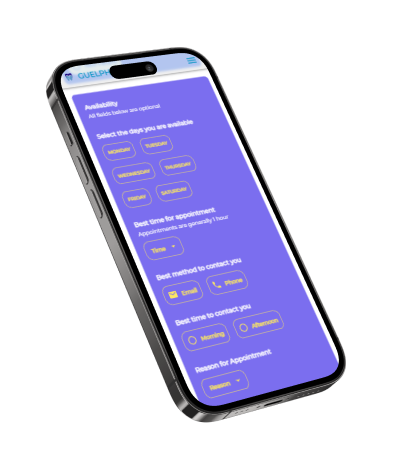 GUELPH
Availability
All fields below are optional
Select the days you are available
MONDAY TUESDAY
WEDNESDAY THURSDAY
FRIDAY SATURDAY
Best time for appointment
Appointments are generally 1 hour
Time
Best method to contact you
Email Phone
Best time to contact you
Morning Afternoon
Reason for Appointment
Reason